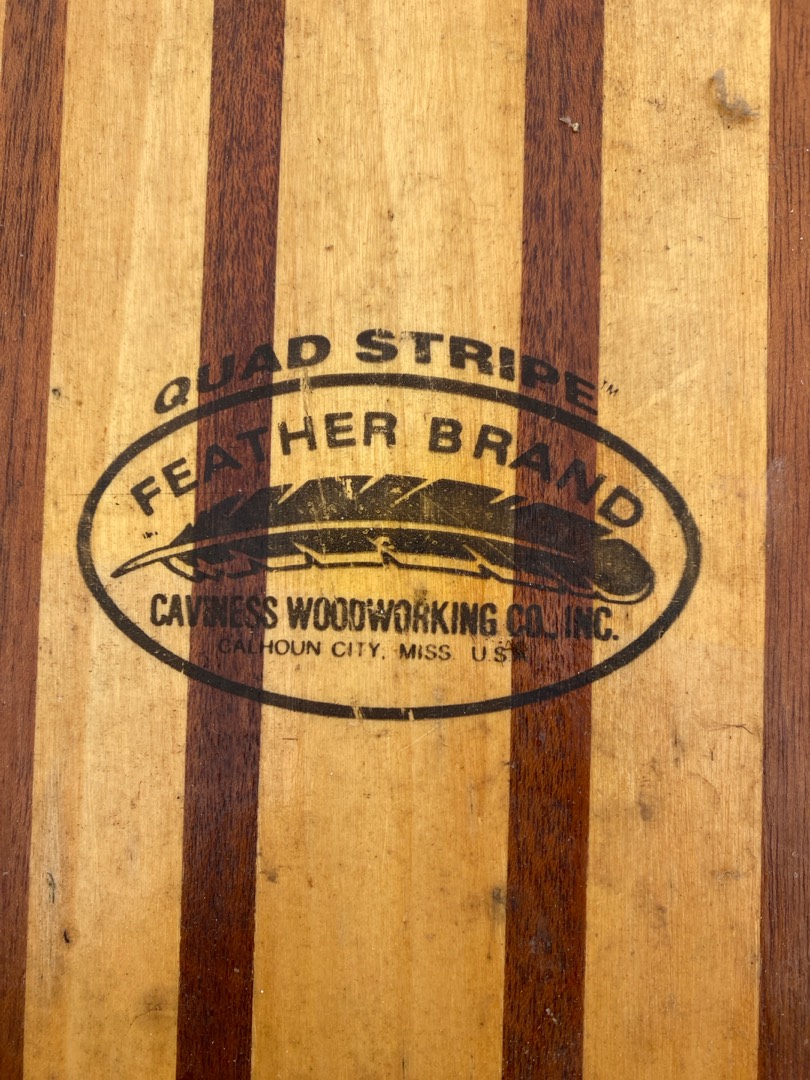 QUAD STRIPE™
FEATHER BRAND
CAVINESS WOODWORKING CO., INC.
CALHOUN CITY, MISS. U.S.A.